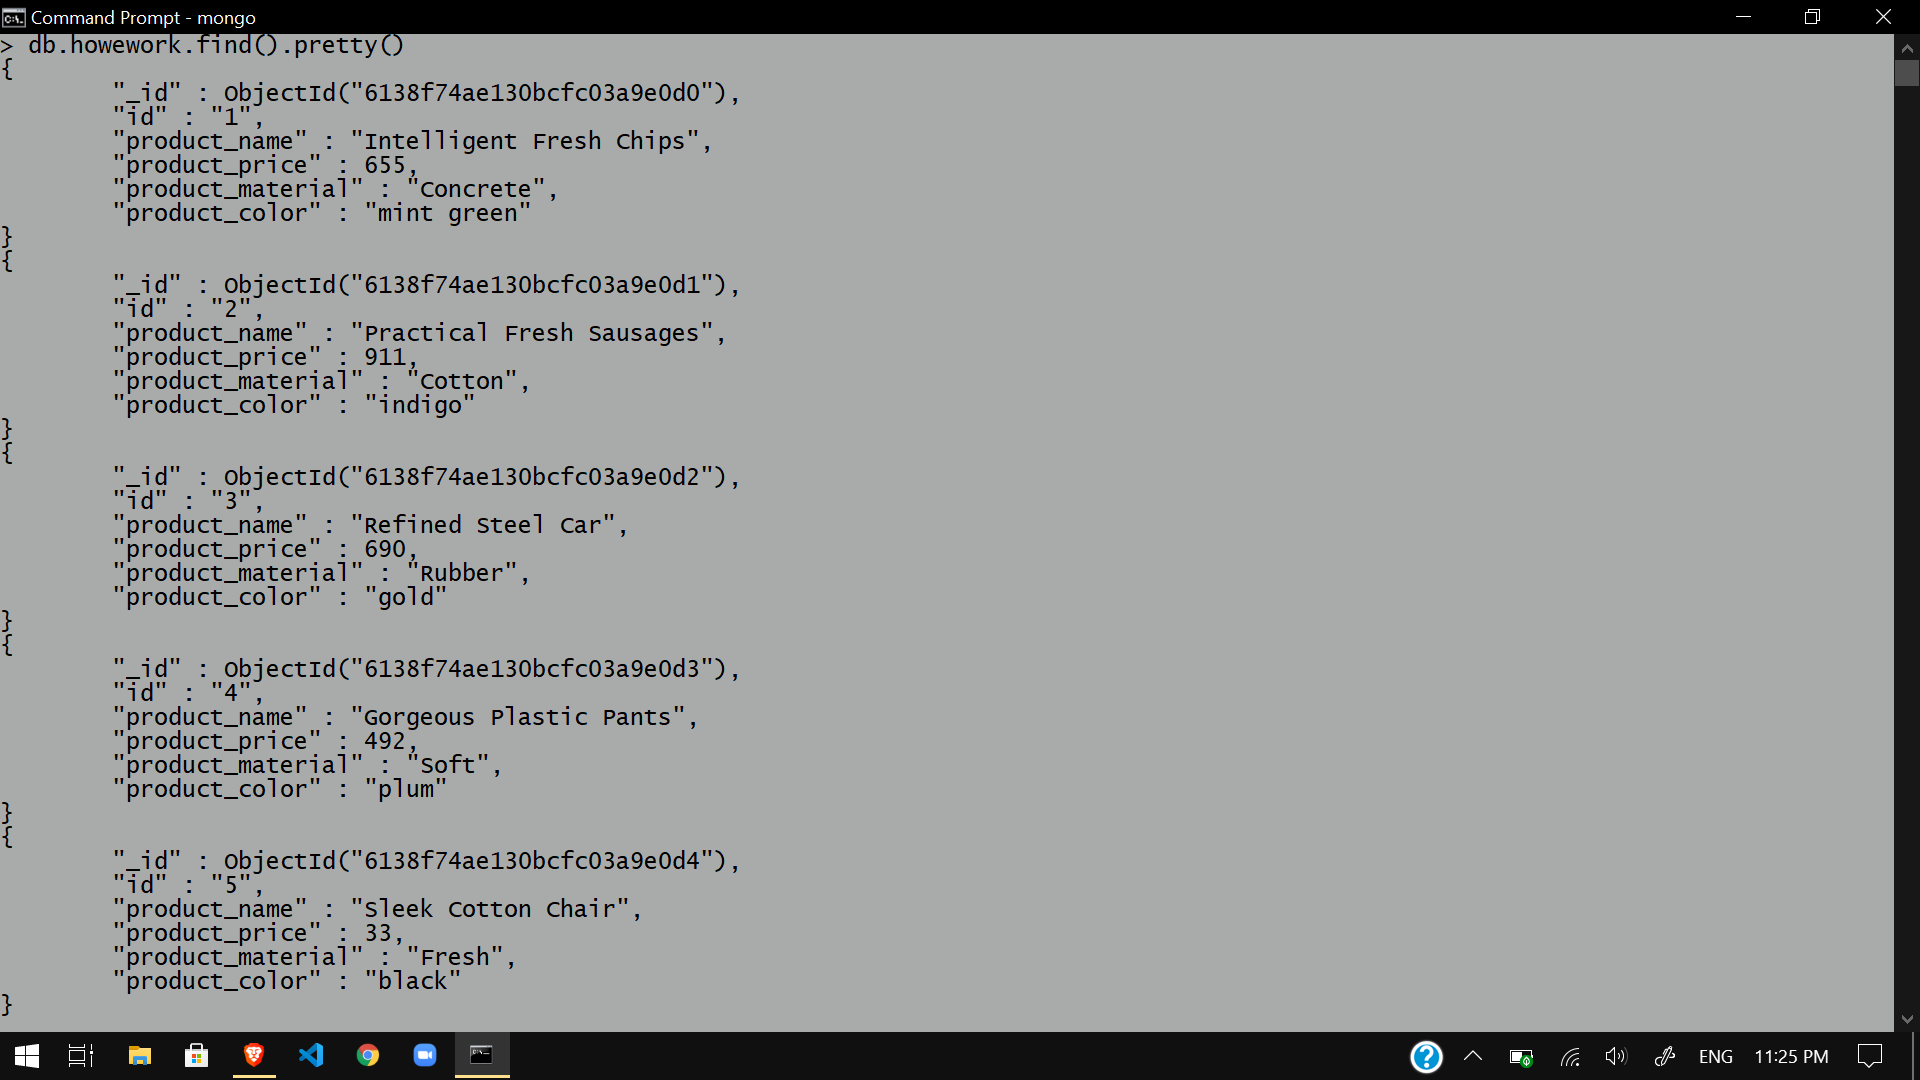 Command Prompt - mongo
> db.howework.find().pretty()
{
"_id" : ObjectId("6138f74ae130bcfc03a9e0d0"),
"id" : "1",
"product_name" : "Intelligent Fresh Chips",
"product_price" : 655,
"product_material" : "Concrete",
"product_color" : "mint green"
}
{
"_id" : ObjectId("6138f74ae130bcfc03a9e0d1"),
"id" : "2",
"product_name" : "Practical Fresh Sausages",
"product_price" : 911,
"product_material" : "Cotton",
"product_color" : "indigo"
}
{
"_id" : ObjectId("6138f74ae130bcfc03a9e0d2"),
"id" : "3",
"product_name" : "Refined Steel Car",
"product_price" : 690,
"product_material" : "Rubber",
"product_color" : "gold"
}
{
"_id" : ObjectId("6138f74ae130bcfc03a9e0d3"),
"id" : "4",
"product_name" : "Gorgeous Plastic Pants",
"product_price" : 492,
"product_material" : "Soft",
"product_color" : "plum"
}
{
"_id" : ObjectId("6138f74ae130bcfc03a9e0d4"),
"id" : "5",
"product_name" : "Sleek Cotton Chair",
"product_price" : 33,
"product_material" : "Fresh",
"product_color" : "black"
}
ENG 11:25 PM